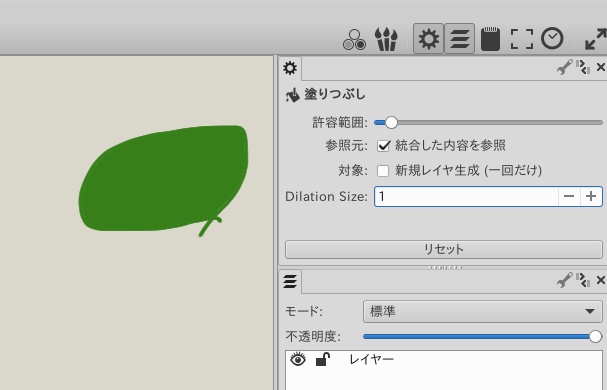 塗りつぶし
許容範囲:
参照元: 統合した内容を参照
対象: 新規レイヤ生成 (一回だけ)
Dilation Size: 1
リセット
モード: 標準
不透明度:
レイヤー